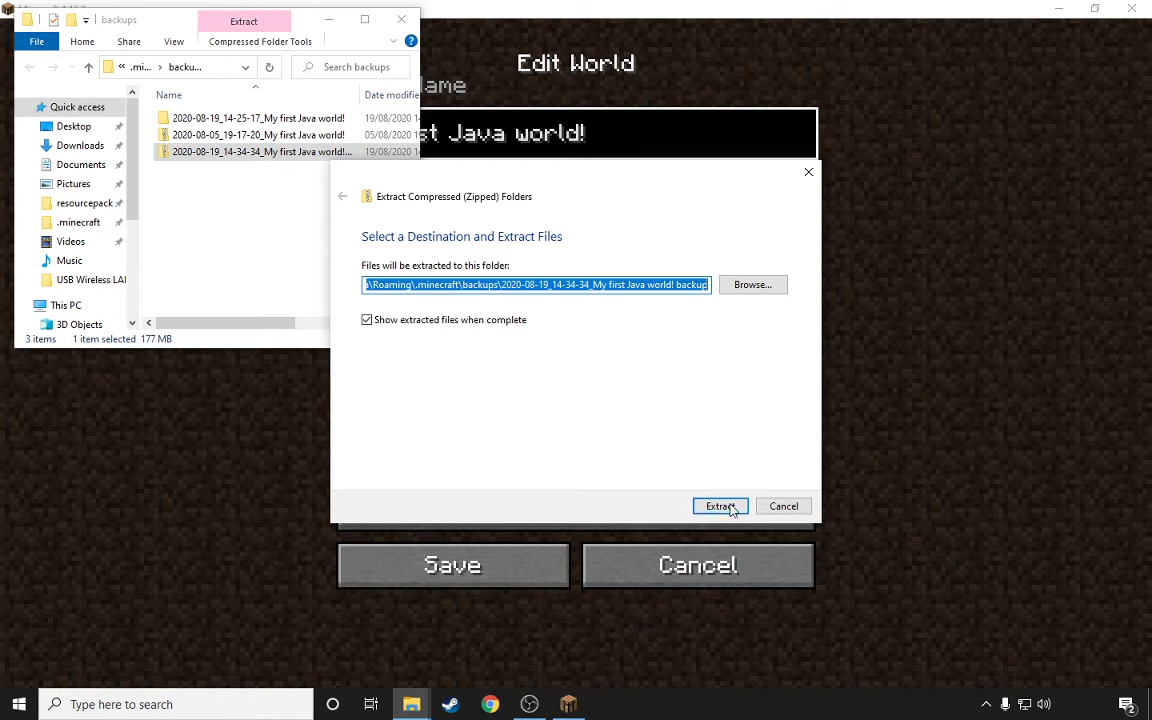 backups
Extract
File
Home
Share
View
Compressed Folder Tools
« .mi... › backu...
Search backups
Name
Date modifie
Quick access
Desktop
Downloads
Documents
Pictures
resourcepack
.minecraft
Videos
Music
USB Wireless LAI
This PC
3D Objects
2020-08-19_14-25-17_My first Java world!
19/08/2020 1
2020-08-05_19-17-20_My first Java world!
05/08/2020 1
2020-08-19_14-34-34_My first Java world!...
19/08/2020 1
3 items
1 item selected
177 MB
Edit World
ame
st Java world!
Extract Compressed (Zipped) Folders
Select a Destination and Extract Files
Files will be extracted to this folder:
a\Roaming\.minecraft\backups\2020-08-19_14-34-34_My first Java world! backup
Browse...
Show extracted files when complete
Extract
Cancel
Save
Cancel
Type here to search
2